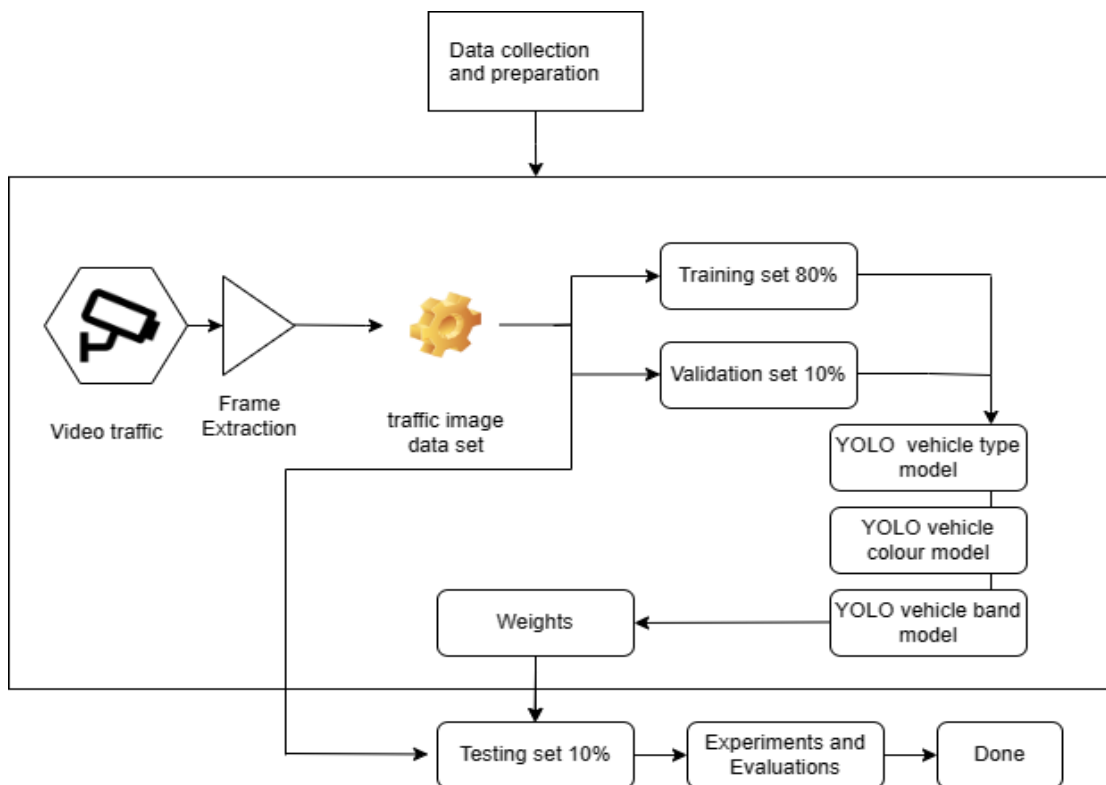 Data collection
and preparation
Video traffic
Frame
Extraction
traffic image
data set
Training set 80%
Validation set 10%
YOLO vehicle type
model
YOLO vehicle
colour model
YOLO vehicle band
model
Weights
Testing set 10%
Experiments and
Evaluations
Done